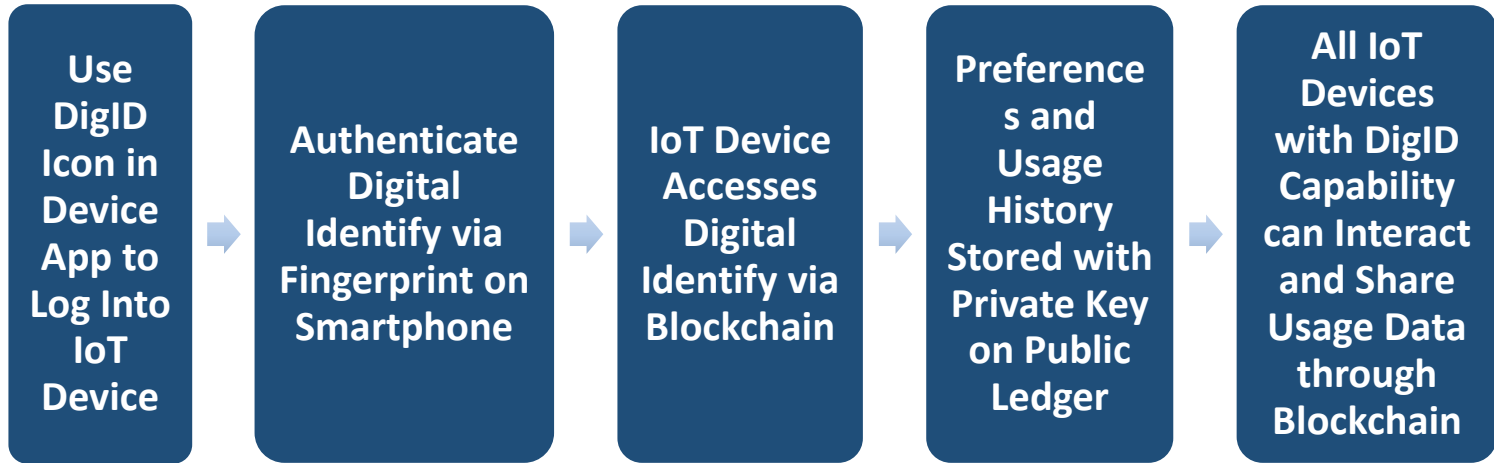 Use
DigID
Icon in
Device
App to
Log Into
IoT
Device
Authenticate
Digital
Identify via
Fingerprint on
Smartphone
IoT Device
Accesses
Digital
Identify via
Blockchain
Preference
s and
Usage
History
Stored with
Private Key
on Public
Ledger
All IoT
Devices
with DigID
Capability
can Interact
and Share
Usage Data
through
Blockchain